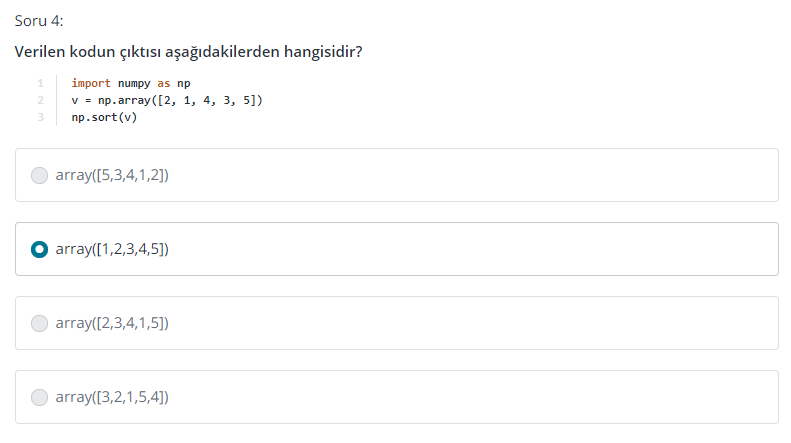 Soru 4:
Verilen kodun çıktısı aşağıdakilerden hangisidir?
1 import numpy as np
2 v = np.array([2, 1, 4, 3, 5])
3 np.sort(v)
array([5,3,4,1,2])
array([1,2,3,4,5])
array([2,3,4,1,5])
array([3,2,1,5,4])